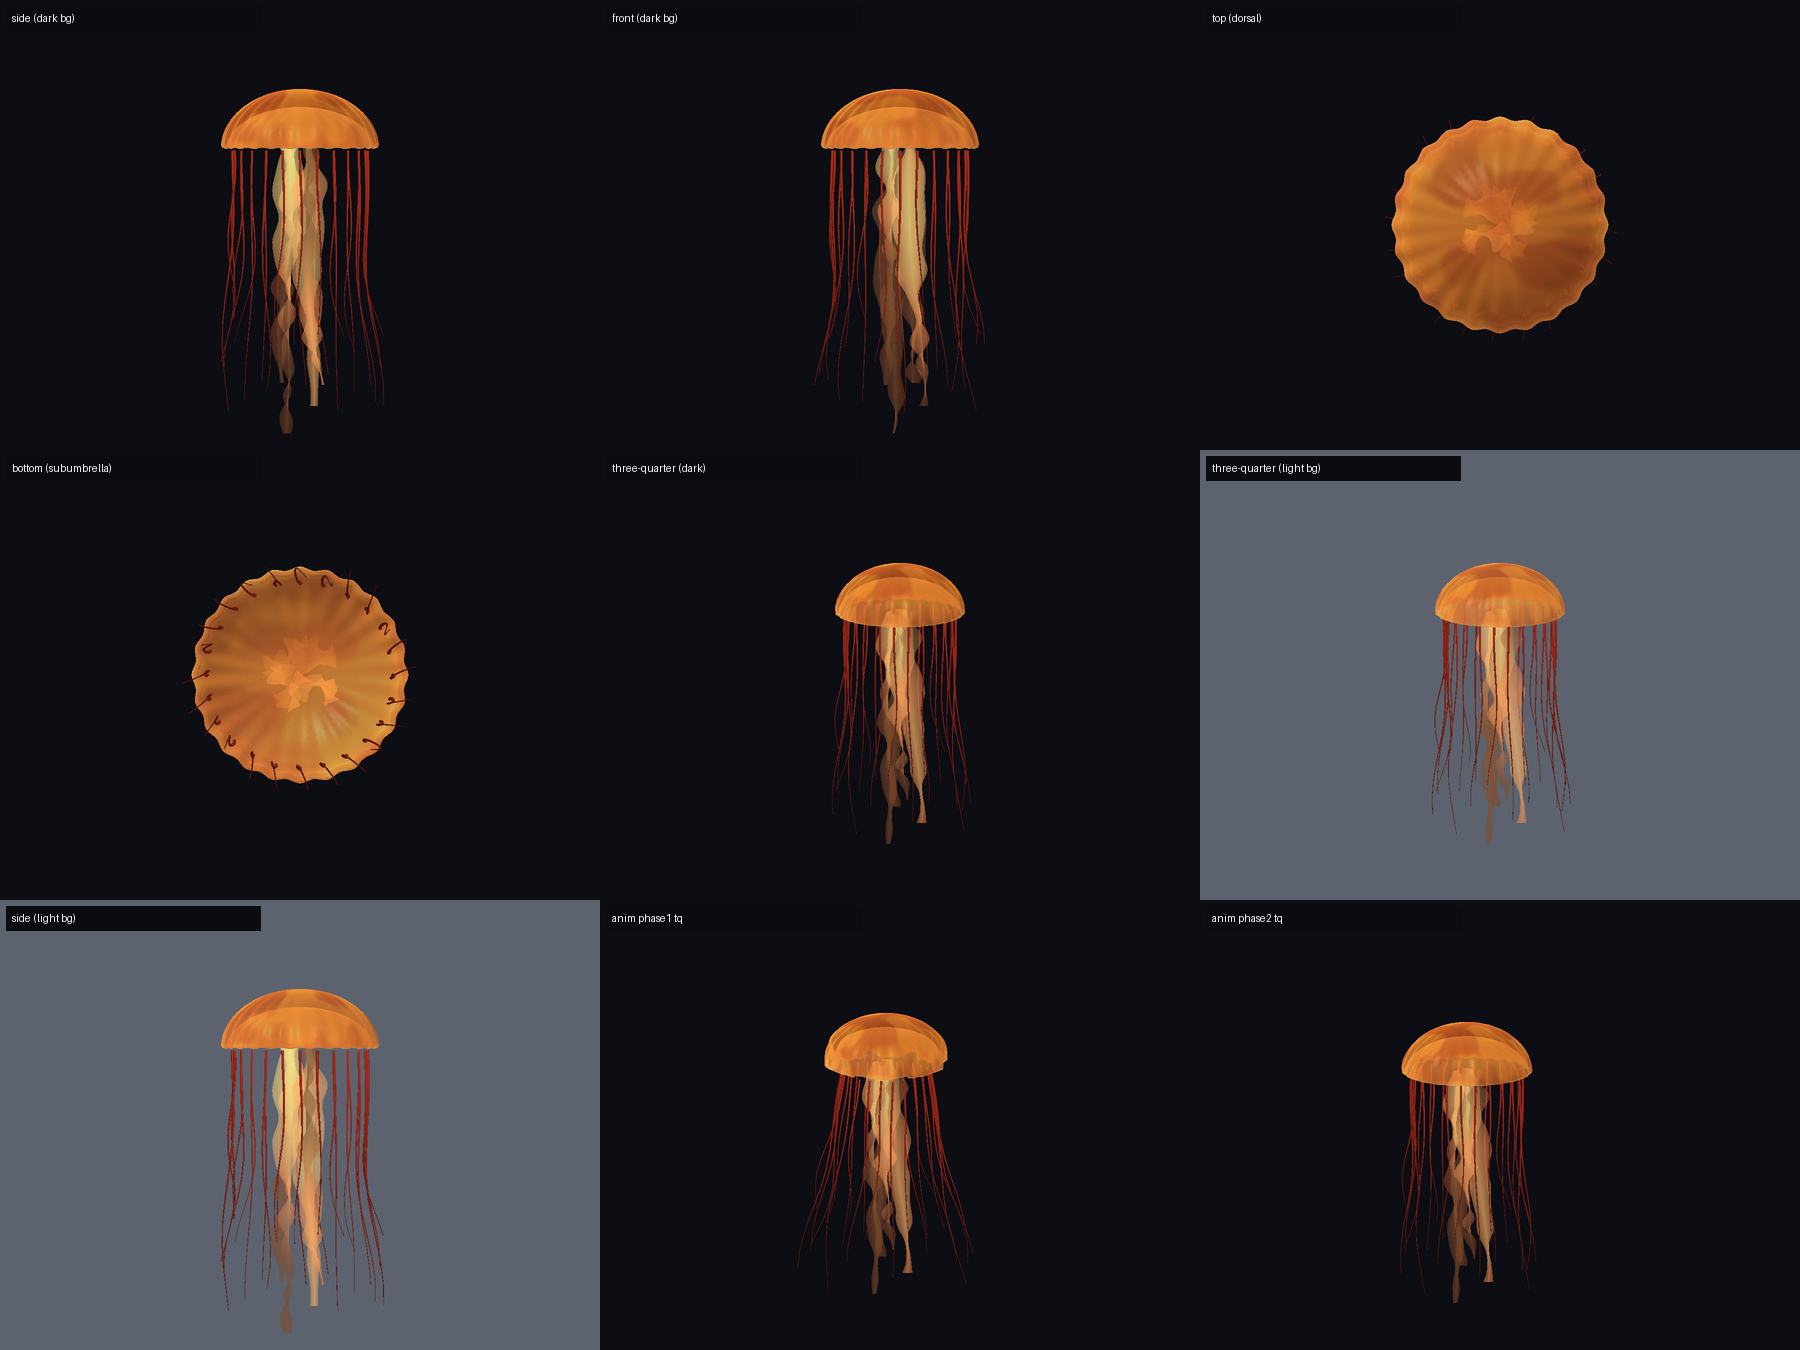 side (dark bg)
front (dark bg)
top (dorsal)
bottom (subumbrella)
three-quarter (dark)
three-quarter (light bg)
side (light bg)
anim phase1 tq
anim phase2 tq